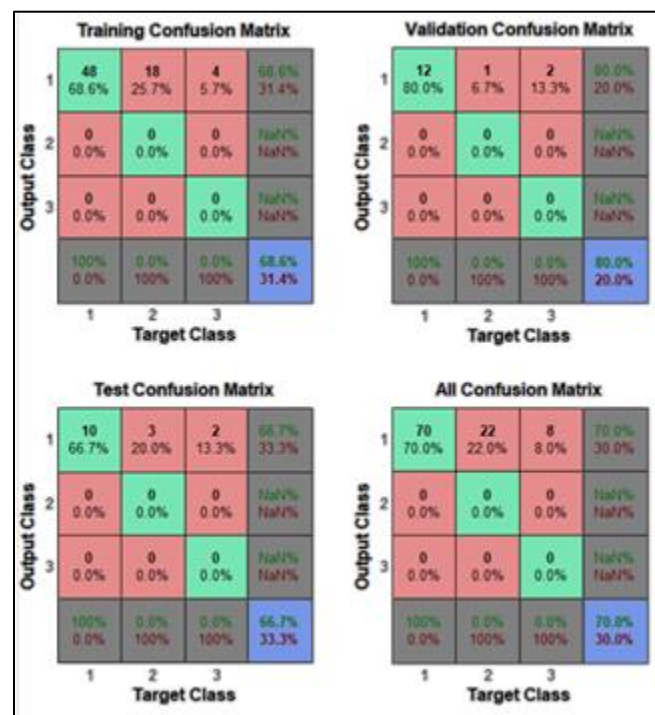 Training Confusion Matrix
48 18 4 68.6%
1
68.6% 25.7% 5.7% 31.4%
0 0 0 NaN%
2
0.0% 0.0% 0.0% NaN%
0 0 0 NaN%
3
0.0% 0.0% 0.0% NaN%
100% 0.0% 0.0% 68.6%
0.0% 100% 100% 31.4%
1 2 3
Target Class
Output Class
Validation Confusion Matrix
12 1 2 80.0%
1
80.0% 6.7% 13.3% 20.0%
0 0 0 NaN%
2
0.0% 0.0% 0.0% NaN%
0 0 0 NaN%
3
0.0% 0.0% 0.0% NaN%
100% 0.0% 0.0% 80.0%
0.0% 100% 100% 20.0%
1 2 3
Target Class
Output Class
Test Confusion Matrix
10 3 2 66.7%
1
66.7% 20.0% 13.3% 33.3%
0 0 0 NaN%
2
0.0% 0.0% 0.0% NaN%
0 0 0 NaN%
3
0.0% 0.0% 0.0% NaN%
100% 0.0% 0.0% 66.7%
0.0% 100% 100% 33.3%
1 2 3
Target Class
Output Class
All Confusion Matrix
70 22 8 70.0%
1
70.0% 22.0% 8.0% 30.0%
0 0 0 NaN%
2
0.0% 0.0% 0.0% NaN%
0 0 0 NaN%
3
0.0% 0.0% 0.0% NaN%
100% 0.0% 0.0% 70.0%
0.0% 100% 100% 30.0%
1 2 3
Target Class
Output Class